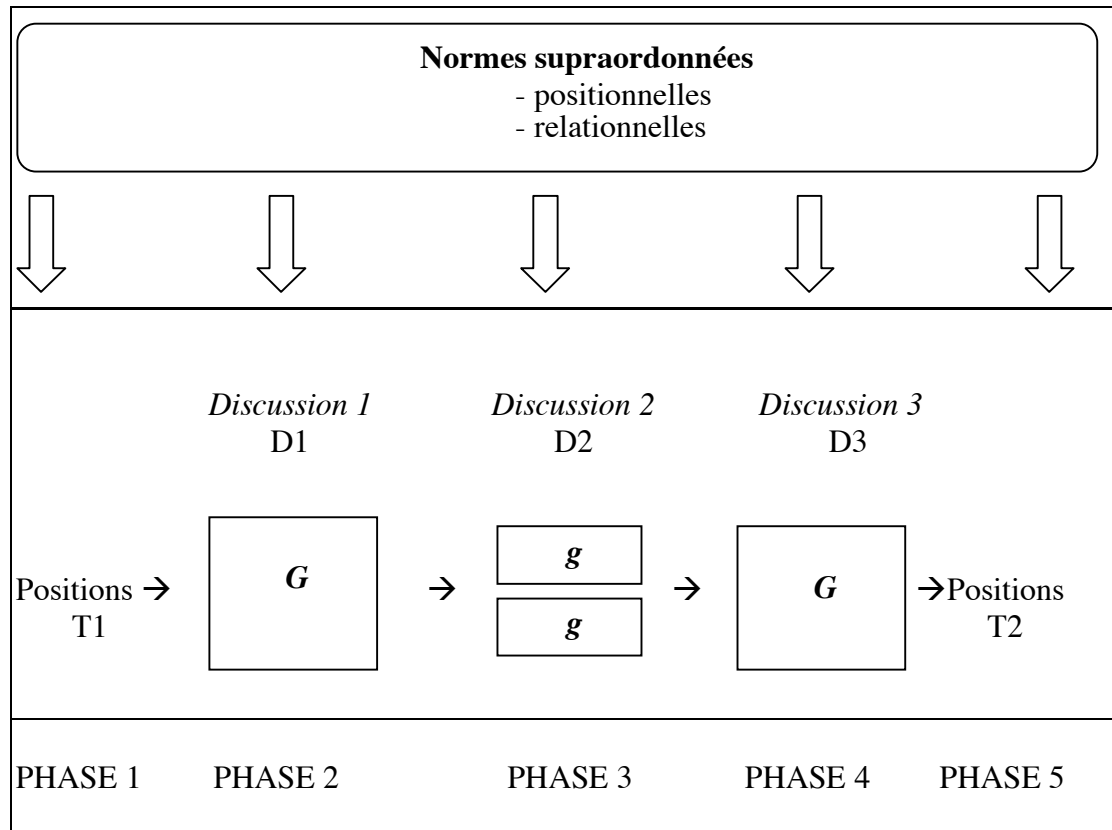 Normes supraordonnées
- positionnelles
- relationnelles
Discussion 1
D1
Discussion 2
D2
Discussion 3
D3
Positions →
T1
G
→
g
g
→
G
→Positions
T2
PHASE 1
PHASE 2
PHASE 3
PHASE 4
PHASE 5